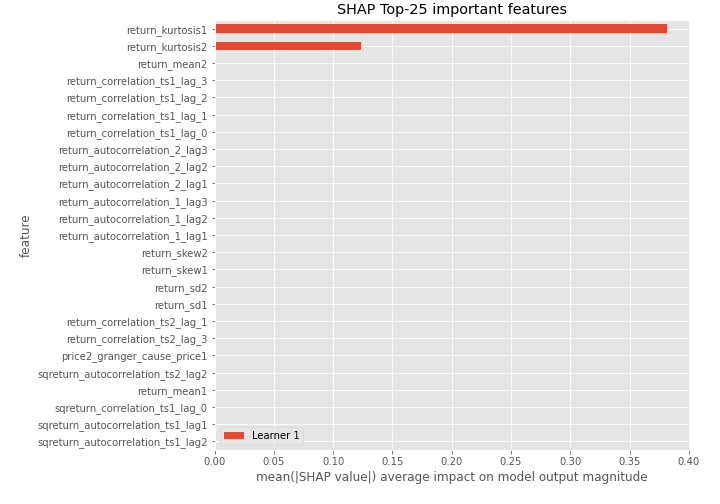 SHAP Top-25 important features
return_kurtosis1
return_kurtosis2
return_mean2
return_correlation_ts1_lag_3
return_correlation_ts1_lag_2
return_correlation_ts1_lag_1
return_correlation_ts1_lag_0
return_autocorrelation_2_lag3
return_autocorrelation_2_lag2
return_autocorrelation_2_lag1
return_autocorrelation_1_lag3
return_autocorrelation_1_lag2
return_autocorrelation_1_lag1
return_skew2
return_skew1
return_sd2
return_sd1
return_correlation_ts2_lag_1
return_correlation_ts2_lag_3
price2_granger_cause_price1
sqreturn_autocorrelation_ts2_lag2
return_mean1
sqreturn_correlation_ts1_lag_0
sqreturn_autocorrelation_ts1_lag1
sqreturn_autocorrelation_ts1_lag2
feature
Learner 1
0.00 0.05 0.10 0.15 0.20 0.25 0.30 0.35 0.40
mean(|SHAP value|) average impact on model output magnitude